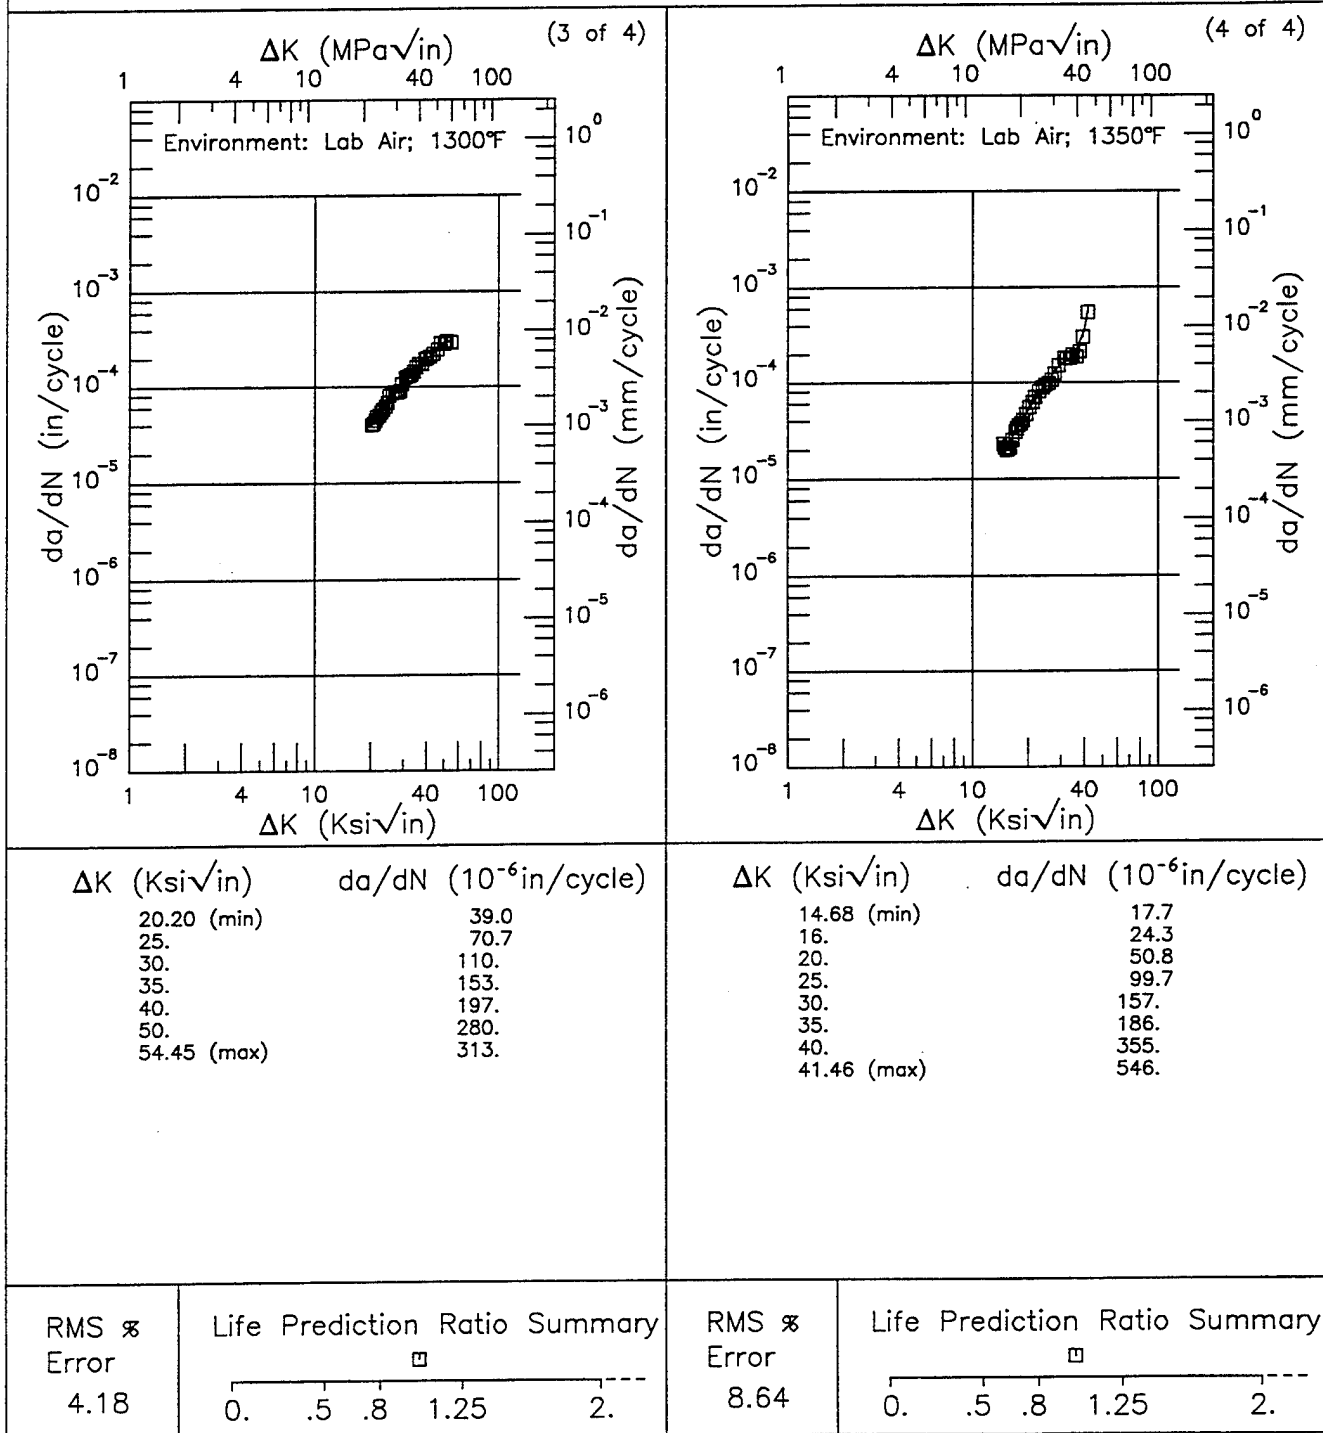 (3 of 4)
ΔK (MPa√in)
1 4 10 40 100
Environment: Lab Air; 1300°F
10⁰
10⁻²
10⁻¹
10⁻³
10⁻²
10⁻⁴
10⁻³
10⁻⁵
10⁻⁴
10⁻⁶
10⁻⁵
10⁻⁷
10⁻⁶
10⁻⁸
da/dN (in/cycle)
da/dN (mm/cycle)
1 4 10 40 100
ΔK (Ksi√in)
ΔK (Ksi√in) da/dN (10⁻⁶in/cycle)
20.20 (min) 39.0
25. 70.7
30. 110.
35. 153.
40. 197.
50. 280.
54.45 (max) 313.
RMS % Error
4.18
Life Prediction Ratio Summary
0. .5 .8 1.25 2.
(4 of 4)
ΔK (MPa√in)
1 4 10 40 100
Environment: Lab Air; 1350°F
10⁰
10⁻²
10⁻¹
10⁻³
10⁻²
10⁻⁴
10⁻³
10⁻⁵
10⁻⁴
10⁻⁶
10⁻⁵
10⁻⁷
10⁻⁶
10⁻⁸
da/dN (in/cycle)
da/dN (mm/cycle)
1 4 10 40 100
ΔK (Ksi√in)
ΔK (Ksi√in) da/dN (10⁻⁶in/cycle)
14.68 (min) 17.7
16. 24.3
20. 50.8
25. 99.7
30. 157.
35. 186.
40. 355.
41.46 (max) 546.
RMS % Error
8.64
Life Prediction Ratio Summary
0. .5 .8 1.25 2.